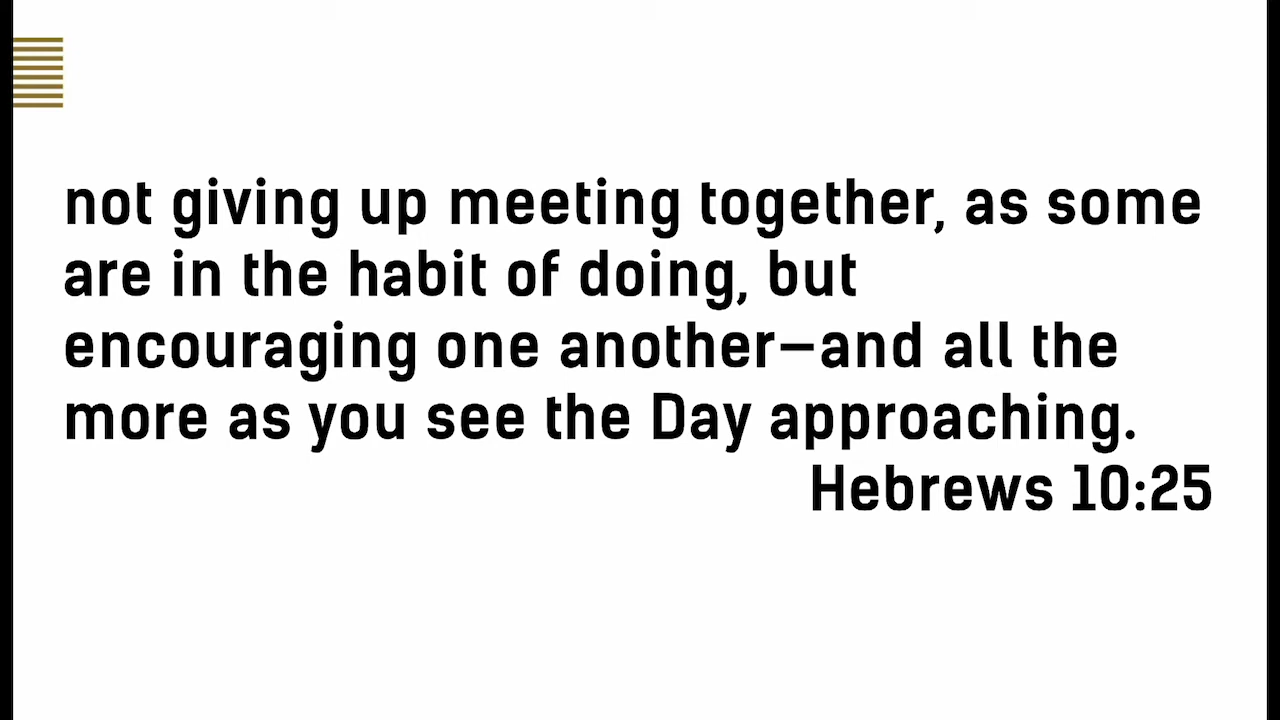 not giving up meeting together, as some
are in the habit of doing, but
encouraging one another—and all the
more as you see the Day approaching.
Hebrews 10:25